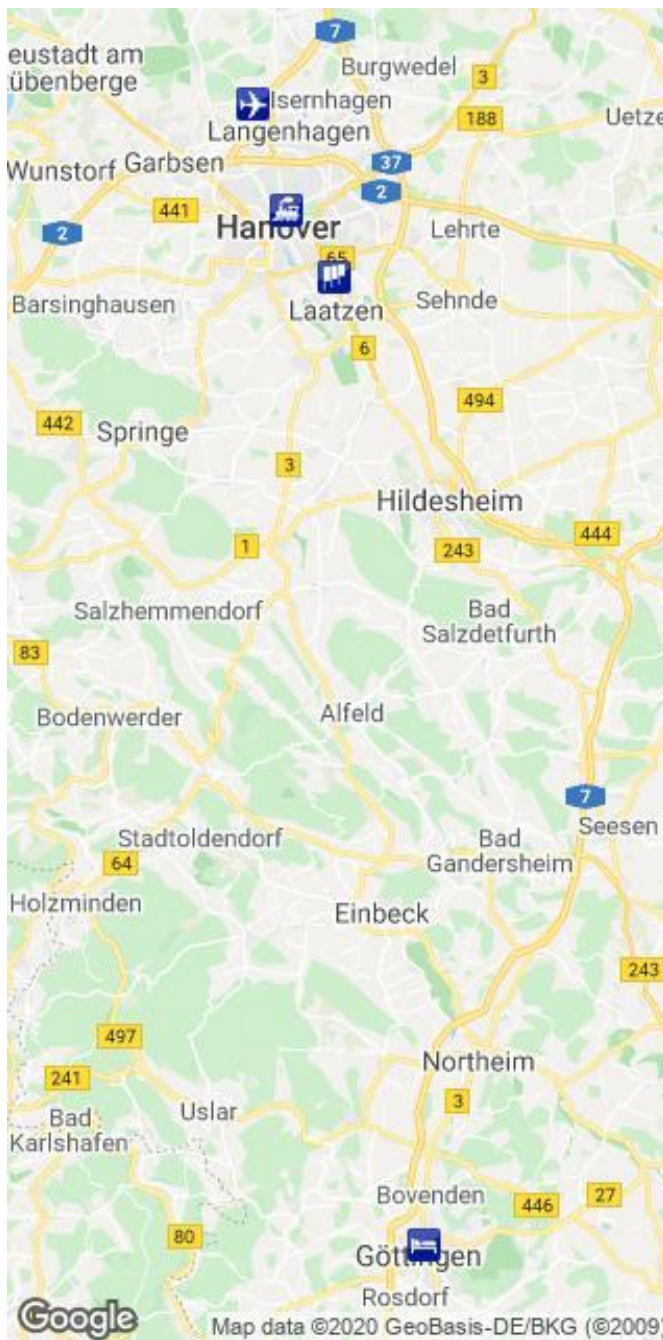 7
eustadt am
übenberge
Burgwedel
3
Isernhagen
188
Uetze
Langenhagen
Wunstorf
Garbsen
37
2
441
Hanover
2
Lehrte
65
Barsinghausen
Laatzen
Sehnde
6
442
Springe
494
3
Hildesheim
1
243
444
Salzhemmendorf
Bad
Salzdetfurth
83
Bodenwerder
Alfeld
7
Seesen
Stadtoldendorf
Bad
Gandersheim
64
Holzminden
Einbeck
243
497
Northeim
241
3
Bad
Karlshafen
Uslar
Bovenden
446
27
80
Göttingen
Rosdorf
Google
Map data ©2020 GeoBasis-DE/BKG (©2009)